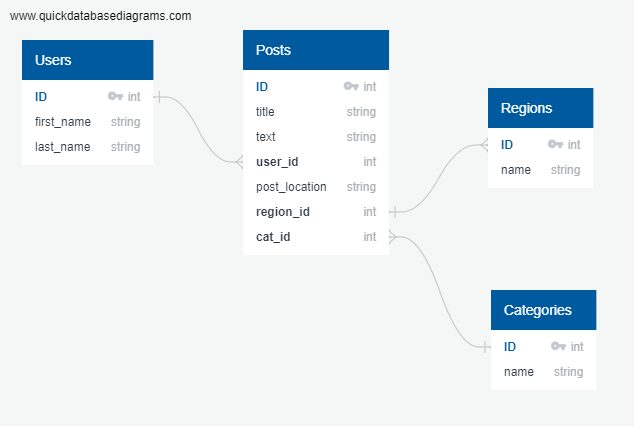 www.quickdatabasediagrams.com
Users
ID int
first_name string
last_name string
Posts
ID int
title string
text string
user_id int
post_location string
region_id int
cat_id int
Regions
ID int
name string
Categories
ID int
name string